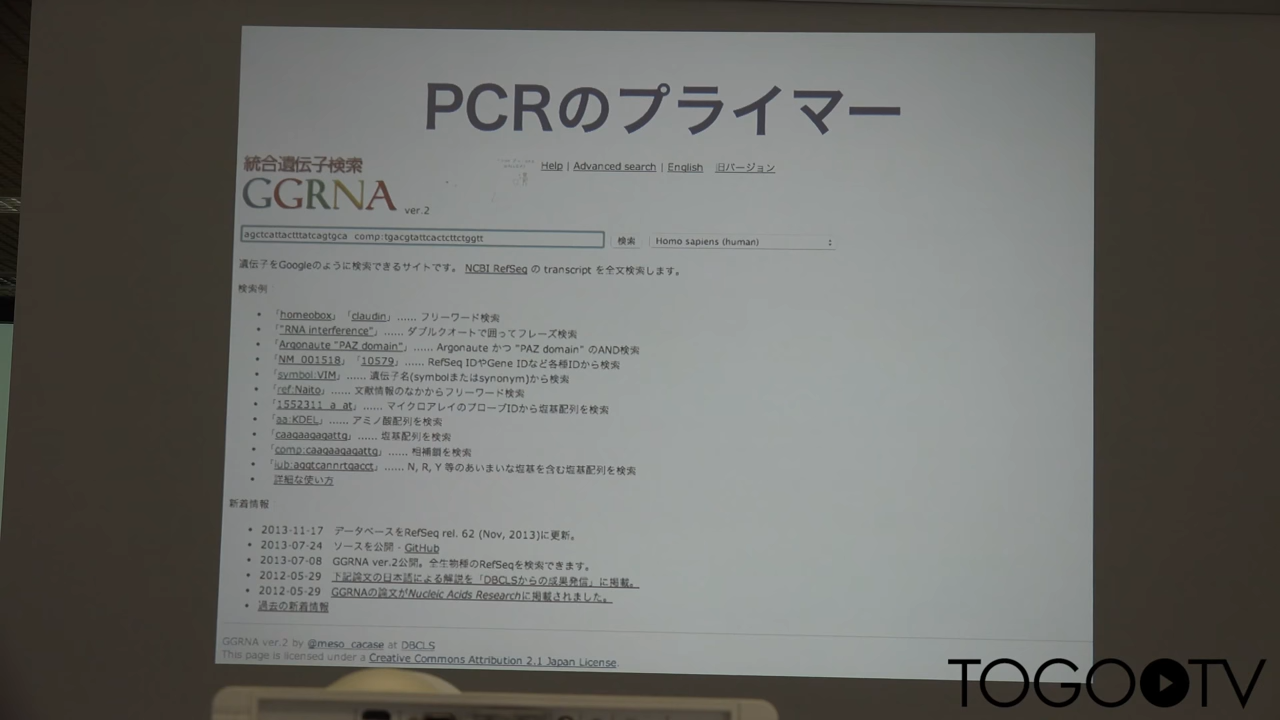 PCRのプライマー
統合遺伝子検索
GGRNA ver.2
Help | Advanced search | English 旧バージョン
agctcattactttatcagtgca comp:tgacgtattcactcttctggtt 検索 Homo sapiens (human)
遺伝子をGoogleのように検索できるサイトです。 NCBI RefSeq の transcript を全文検索します。
検索例
• 「homeobox」「claudin」...... フリーワード検索
• 「"RNA interference"」...... ダブルクオートで囲ってフレーズ検索
• 「Argonaute "PAZ domain"」...... Argonaute かつ "PAZ domain" のAND検索
• 「NM_001518」「10579」...... RefSeq IDやGene IDなど各種IDから検索
• 「symbol:VIM」...... 遺伝子名(symbolまたはsynonym)から検索
• 「ref:Naito」...... 文献情報のなかからフリーワード検索
• 「1552311_a_at」...... マイクロアレイのプローブIDから塩基配列を検索
• 「aa:KDEL」...... アミノ酸配列を検索
• 「caagaagagattg」...... 塩基配列を検索
• 「comp:caagaagagattg」...... 相補鎖を検索
• 「iub:aggtcannrtgacct」...... N, R, Y 等のあいまいな塩基を含む塩基配列を検索
• 詳細な使い方
新着情報
• 2013-11-17 データベースをRefSeq rel. 62 (Nov, 2013)に更新。
• 2013-07-24 ソースを公開 - GitHub
• 2013-07-08 GGRNA ver.2公開。全生物種のRefSeqを検索できます。
• 2012-05-29 下記論文の日本語による解説を「DBCLSからの成果発信」に掲載。
• 2012-05-29 GGRNAの論文がNucleic Acids Researchに掲載されました。
• 過去の新着情報
GGRNA ver.2 by @meso_cacase at DBCLS
This page is licensed under a Creative Commons Attribution 2.1 Japan License.
TOGO TV